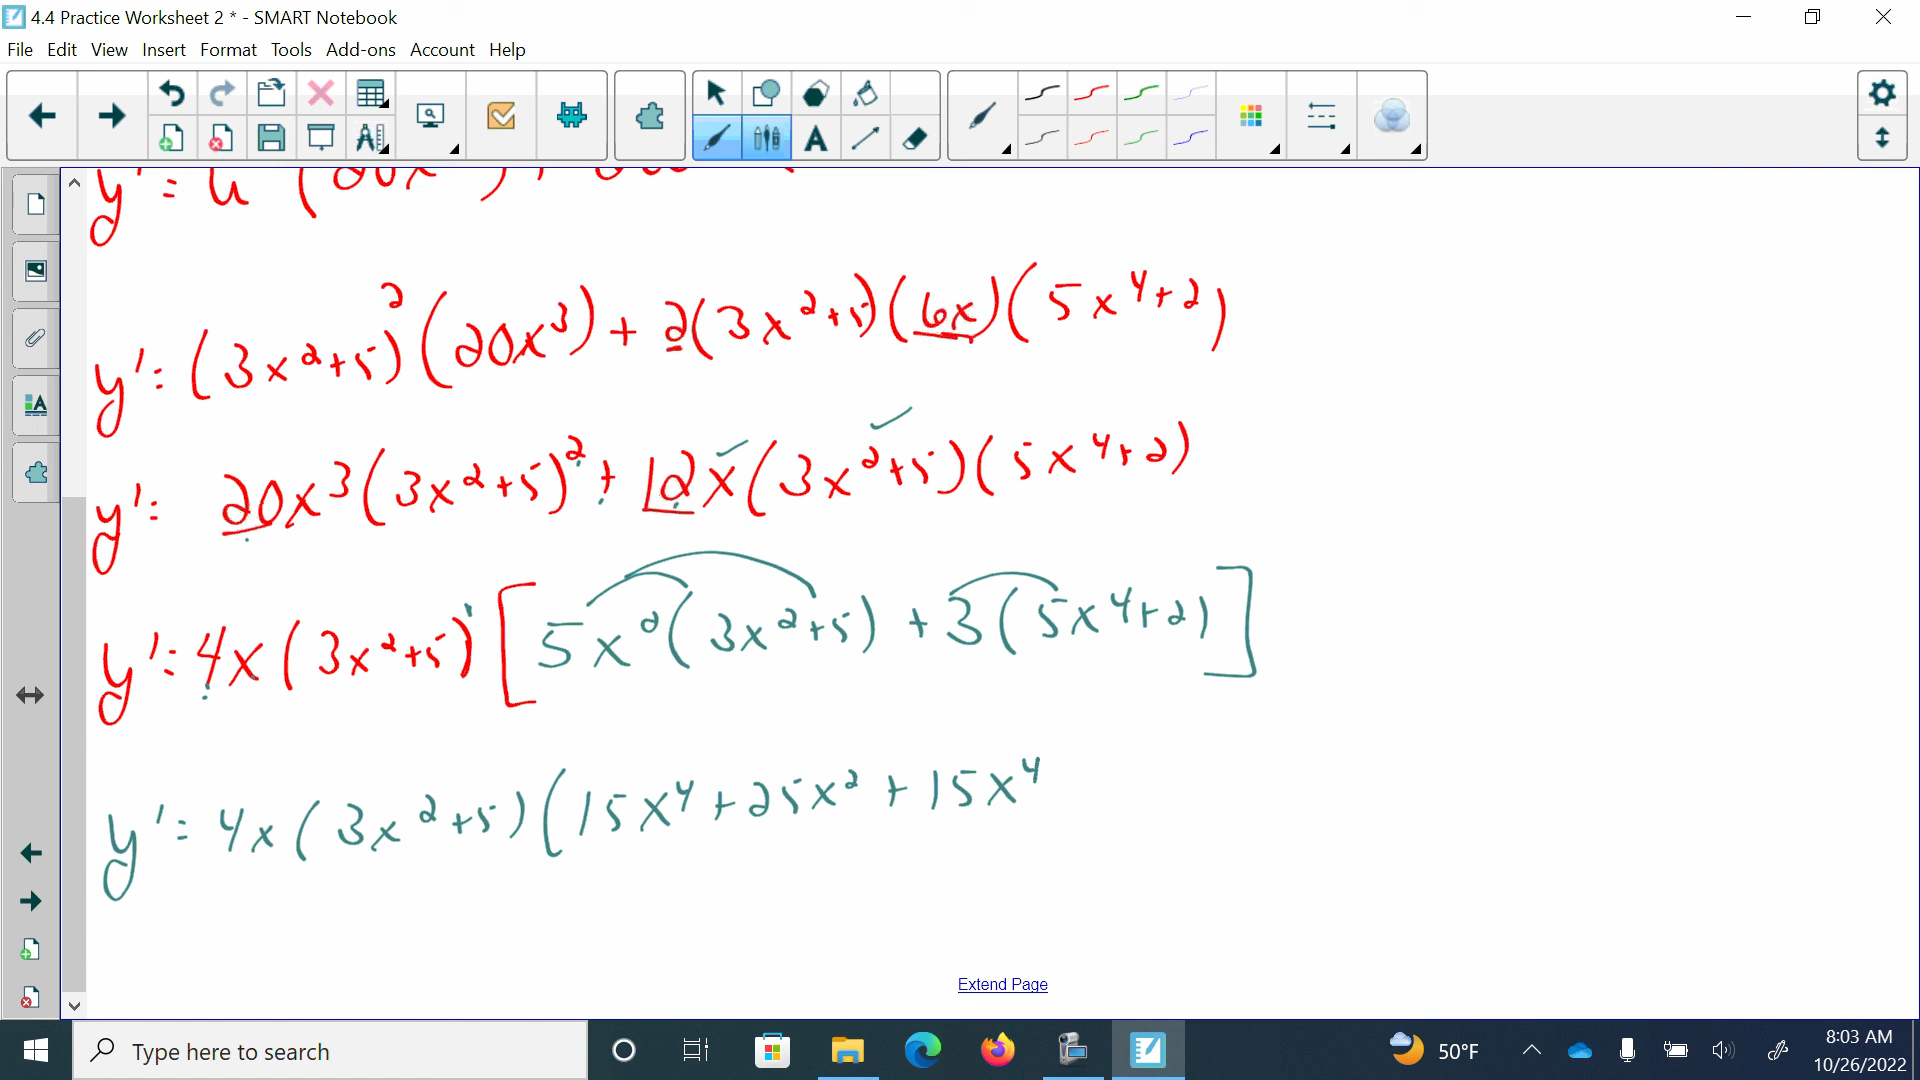 4.4 Practice Worksheet 2 * - SMART Notebook
File Edit View Insert Format Tools Add-ons Account Help
y' = (3x²+5)²(20x³) + 2(3x²+5)(6x)(5x⁴+2)
y' = 20x³(3x²+5)² + 12x(3x²+5)(5x⁴+2)
y' = 4x(3x²+5)¹[5x²(3x²+5) + 3(5x⁴+2)]
y' = 4x(3x²+5)(15x⁴+25x²+15x⁴
Extend Page
Type here to search
50°F
8:03 AM
10/26/2022